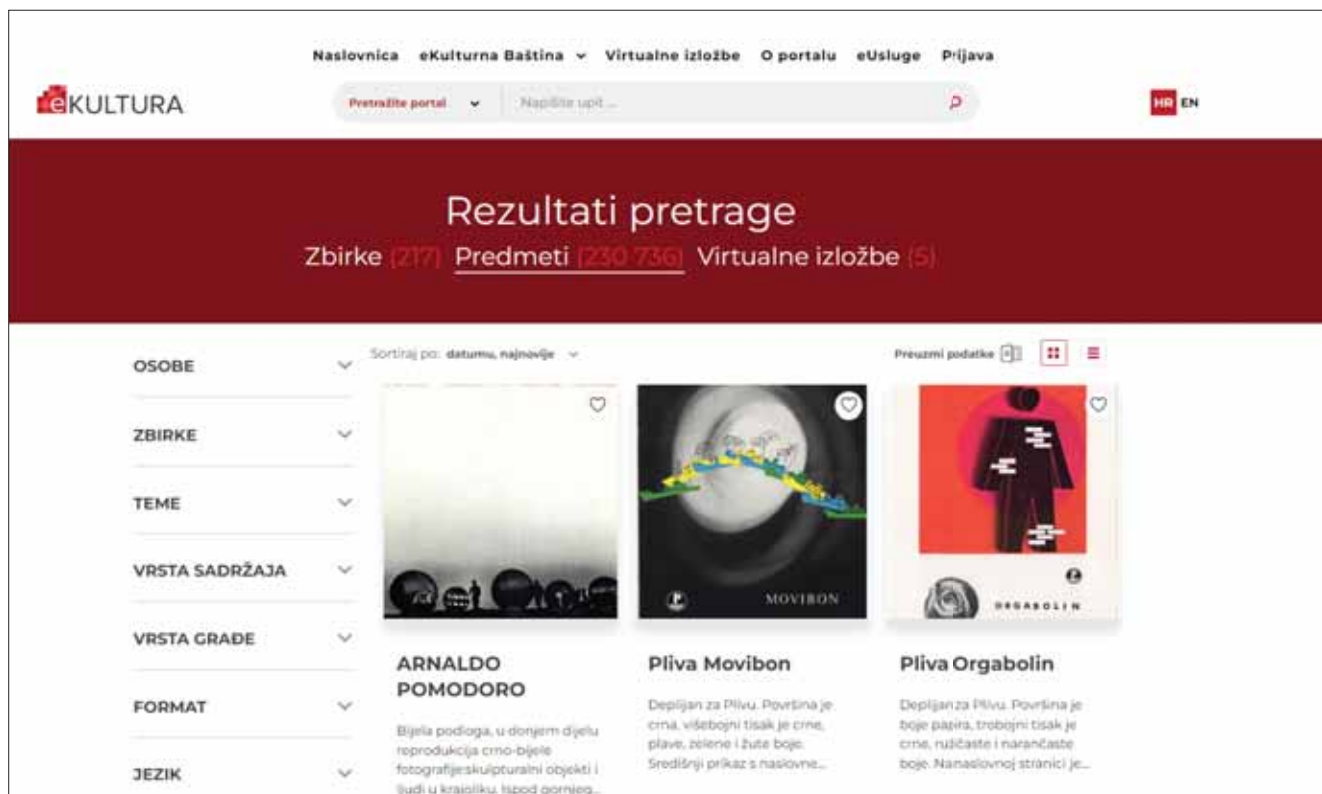 Naslovnica eKulturna Baština Virtualne izložbe O portalu eUsluge Prijava
eKULTURA
Pretražite portal Napišite upit ...
HR EN
Rezultati pretrage
Zbirke (217) Predmeti (230 736) Virtualne izložbe (5)
Sortiraj po: datumu, najnovije
Preuzmi podatke
OSOBE
ZBIRKE
TEME
VRSTA SADRŽAJA
VRSTA GRAĐE
FORMAT
JEZIK
ARNALDO
POMODORO
Bijela podloga, u donjem dijelu
reprodukcija crno-bijele
fotografije:skulpturalni objekti i
ljudi u krajoliku. Ispod gornjeg...
MOVIBON
Pliva Movibon
Deplijan za Plivu. Površina je
crna, višebojni tisak je crne,
plave, zelene i žute boje.
Središnji prikaz s naslovne...
ORGABOLIN
Pliva Orgabolin
Deplijan za Plivu. Površina je
boje papira, trobojni tisak je
crne, ružičaste i narančaste
boje. Nanaslovnoj stranici je...